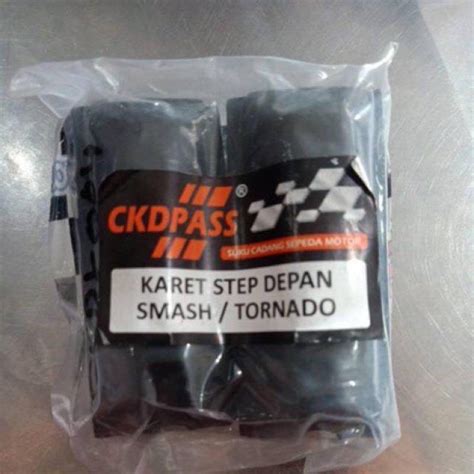 CKDPASS®
SUKU CADANG SEPEDA MOTOR
KARET STEP DEPAN
SMASH / TORNADO